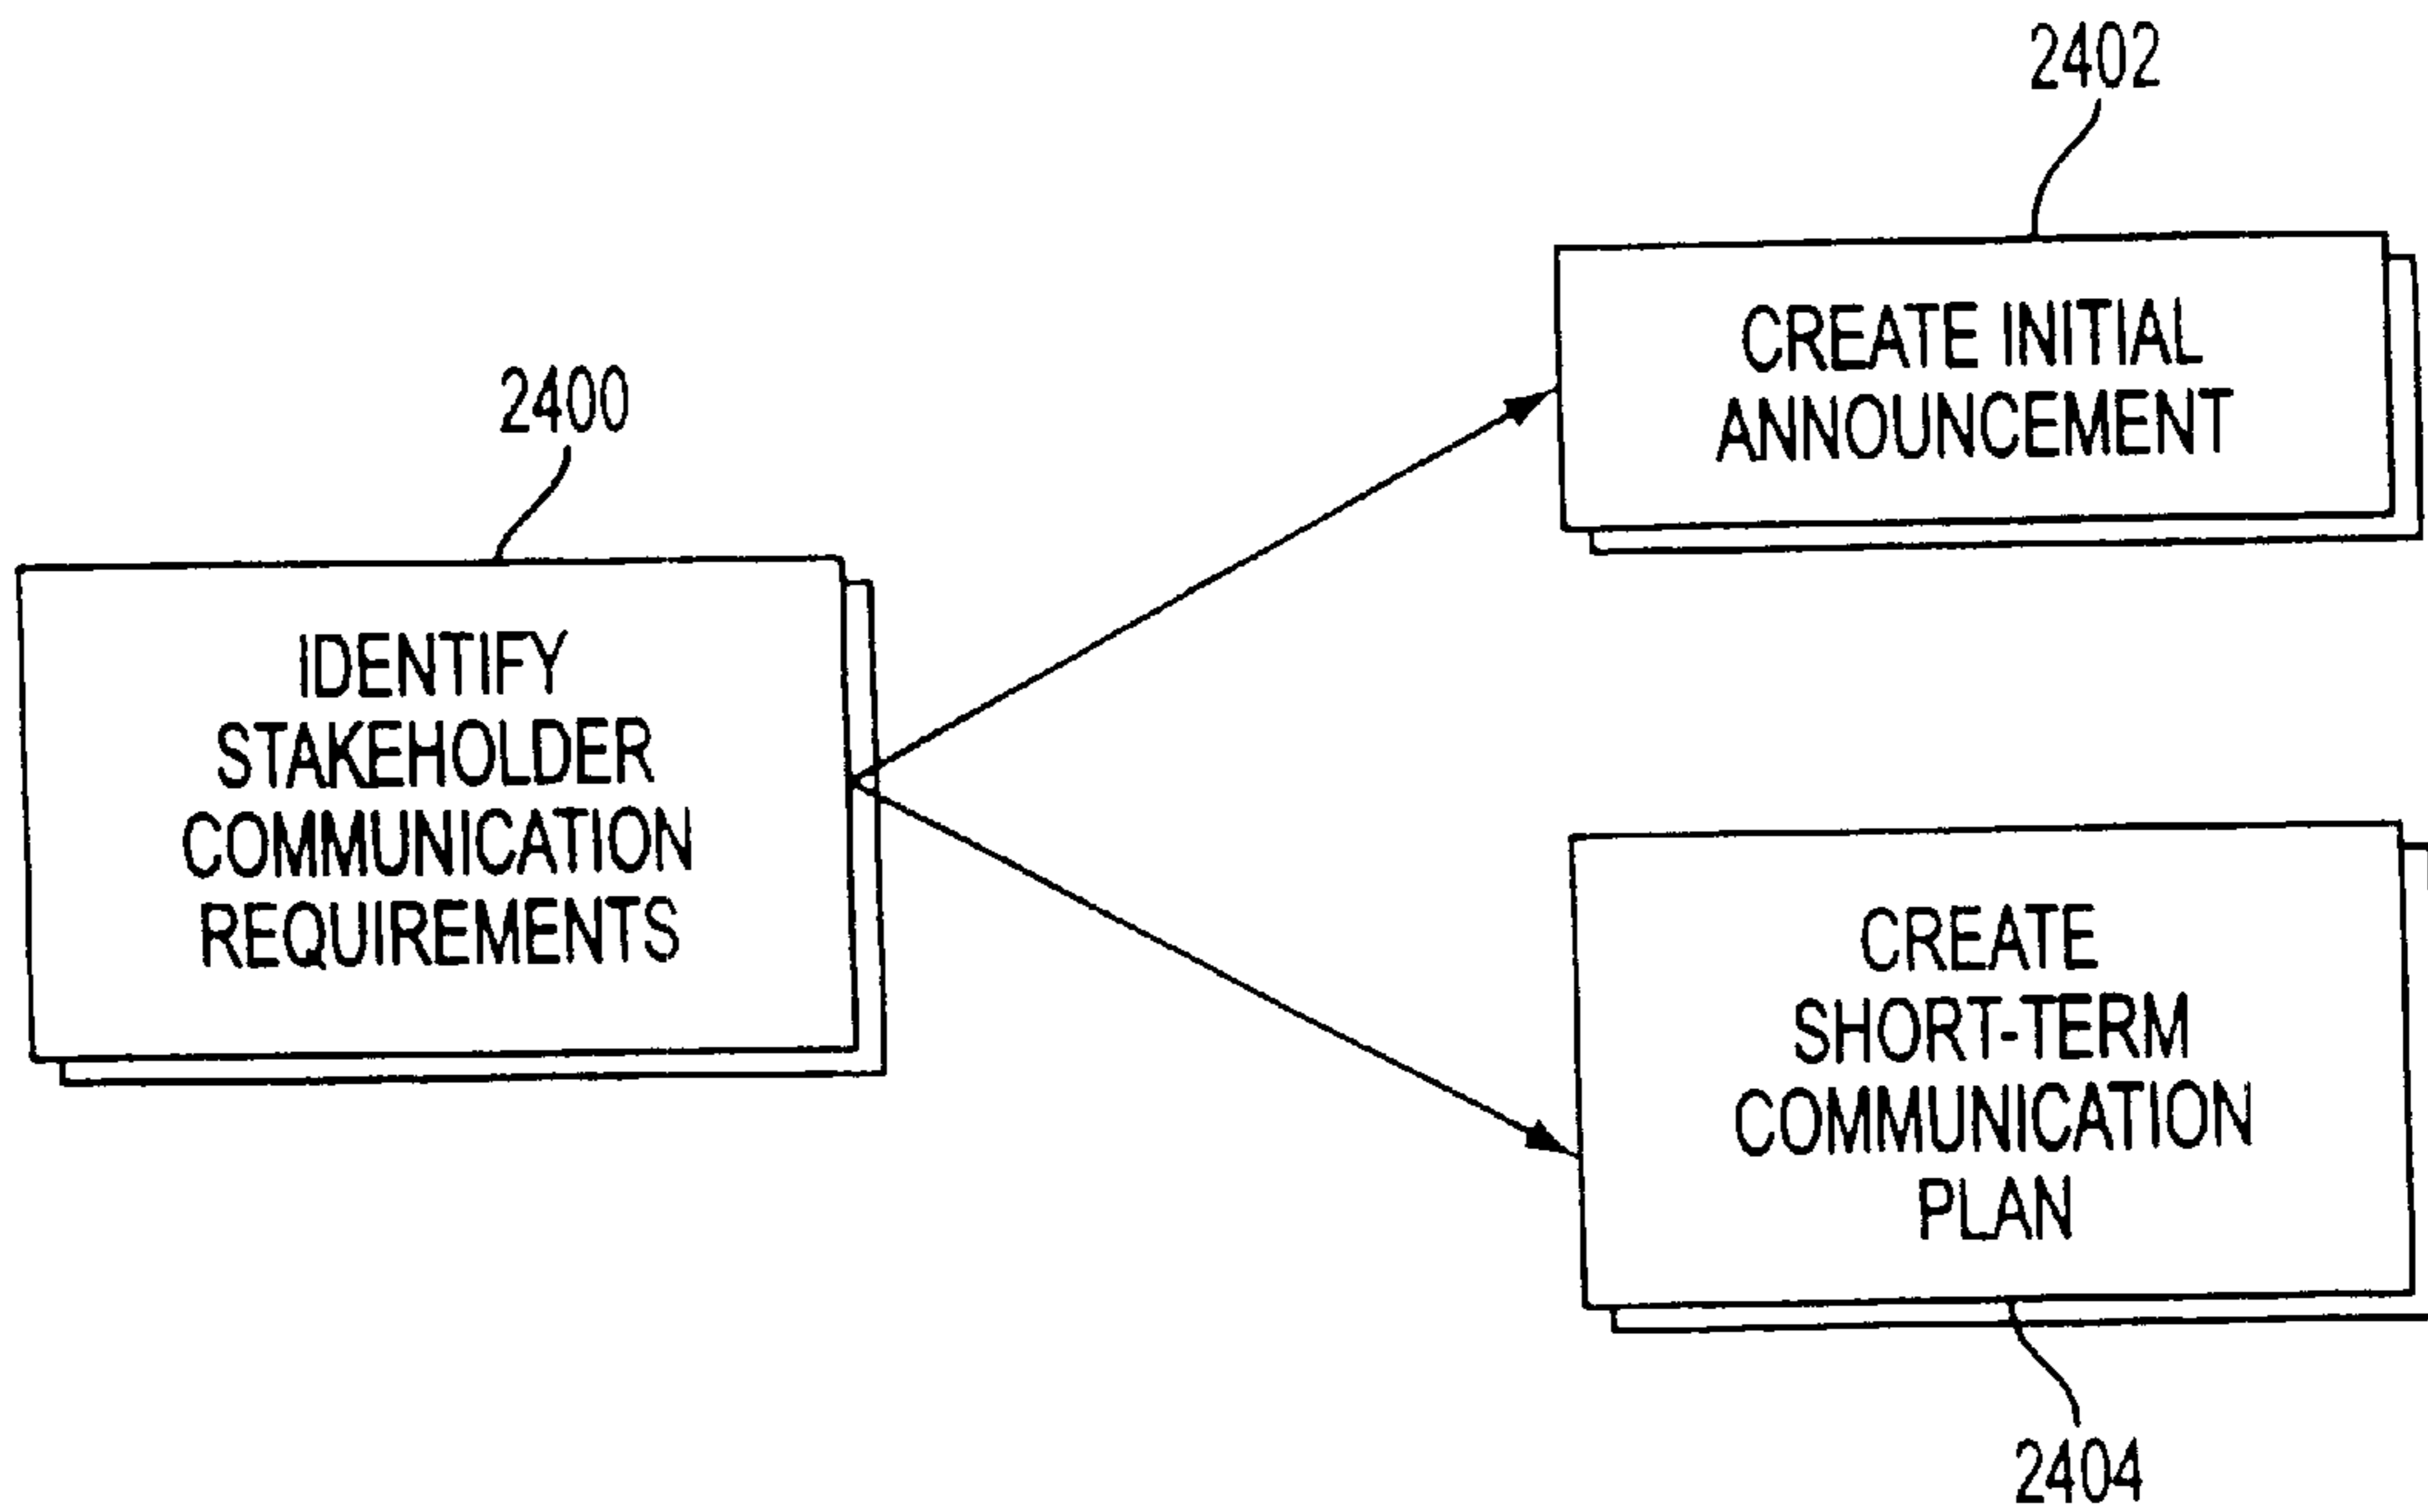 2400
IDENTIFY
STAKEHOLDER
COMMUNICATION
REQUIREMENTS
2402
CREATE INITIAL
ANNOUNCEMENT
CREATE
SHORT-TERM
COMMUNICATION
PLAN
2404